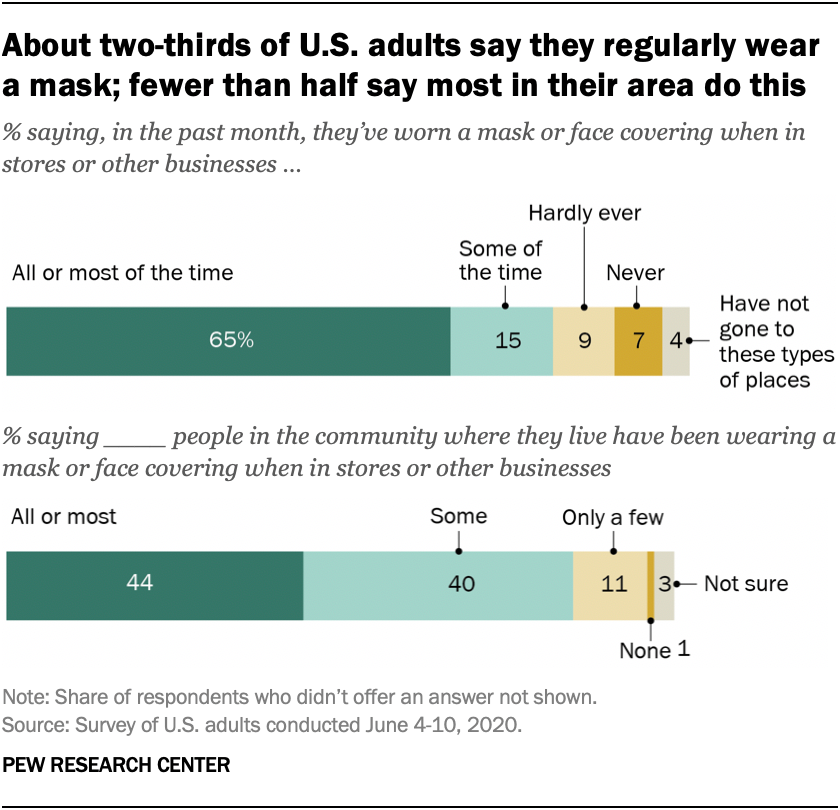 About two-thirds of U.S. adults say they regularly wear
a mask; fewer than half say most in their area do this
% saying, in the past month, they’ve worn a mask or face covering when in
stores or other businesses ...
Hardly ever
Some of
the time
All or most of the time
Never
Have not
gone to
these types
of places
65%
15
9
7
4
% saying _____ people in the community where they live have been wearing a
mask or face covering when in stores or other businesses
All or most
Some
Only a few
44
40
11
3
Not sure
None 1
Note: Share of respondents who didn’t offer an answer not shown.
Source: Survey of U.S. adults conducted June 4-10, 2020.
PEW RESEARCH CENTER